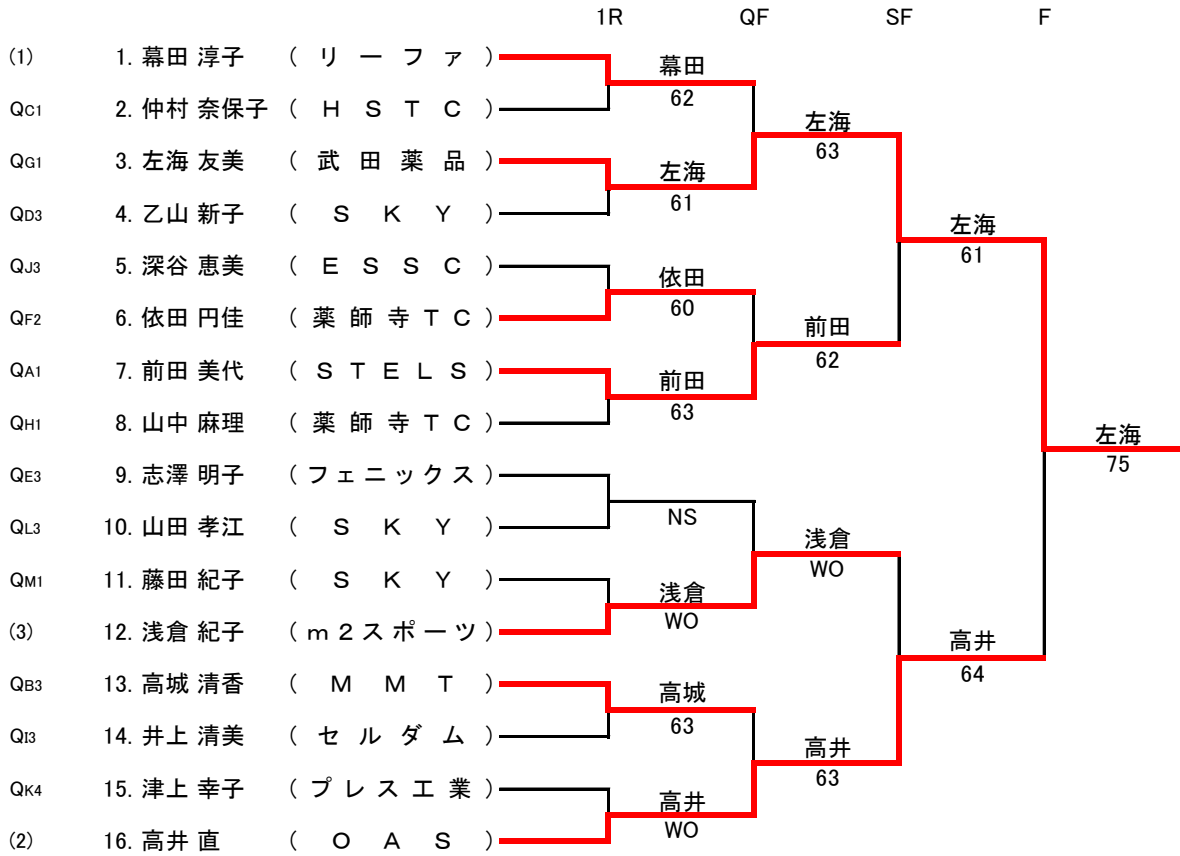 1R QF SF F
(1) 1. 幕田 淳子 ( リ ー フ ァ )
幕田
62
QC1 2. 仲村 奈保子 ( H S T C )
左海
63
QG1 3. 左海 友美 ( 武 田 薬 品 )
左海
61
QD3 4. 乙山 新子 ( S K Y )
左海
61
QJ3 5. 深谷 恵美 ( E S S C )
依田
60
QF2 6. 依田 円佳 ( 薬 師 寺 T C )
前田
62
QA1 7. 前田 美代 ( S T E L S )
前田
63
QH1 8. 山中 麻理 ( 薬 師 寺 T C )
左海
75
QE3 9. 志澤 明子 ( フェニックス )
NS
QL3 10. 山田 孝江 ( S K Y )
浅倉
WO
QM1 11. 藤田 紀子 ( S K Y )
浅倉
WO
(3) 12. 浅倉 紀子 ( m 2 スポーツ )
高井
64
QB3 13. 高城 清香 ( M M T )
高城
63
QI3 14. 井上 清美 ( セ ル ダ ム )
高井
63
QK4 15. 津上 幸子 ( プ レ ス 工 業 )
高井
WO
(2) 16. 高井 直 ( O A S )